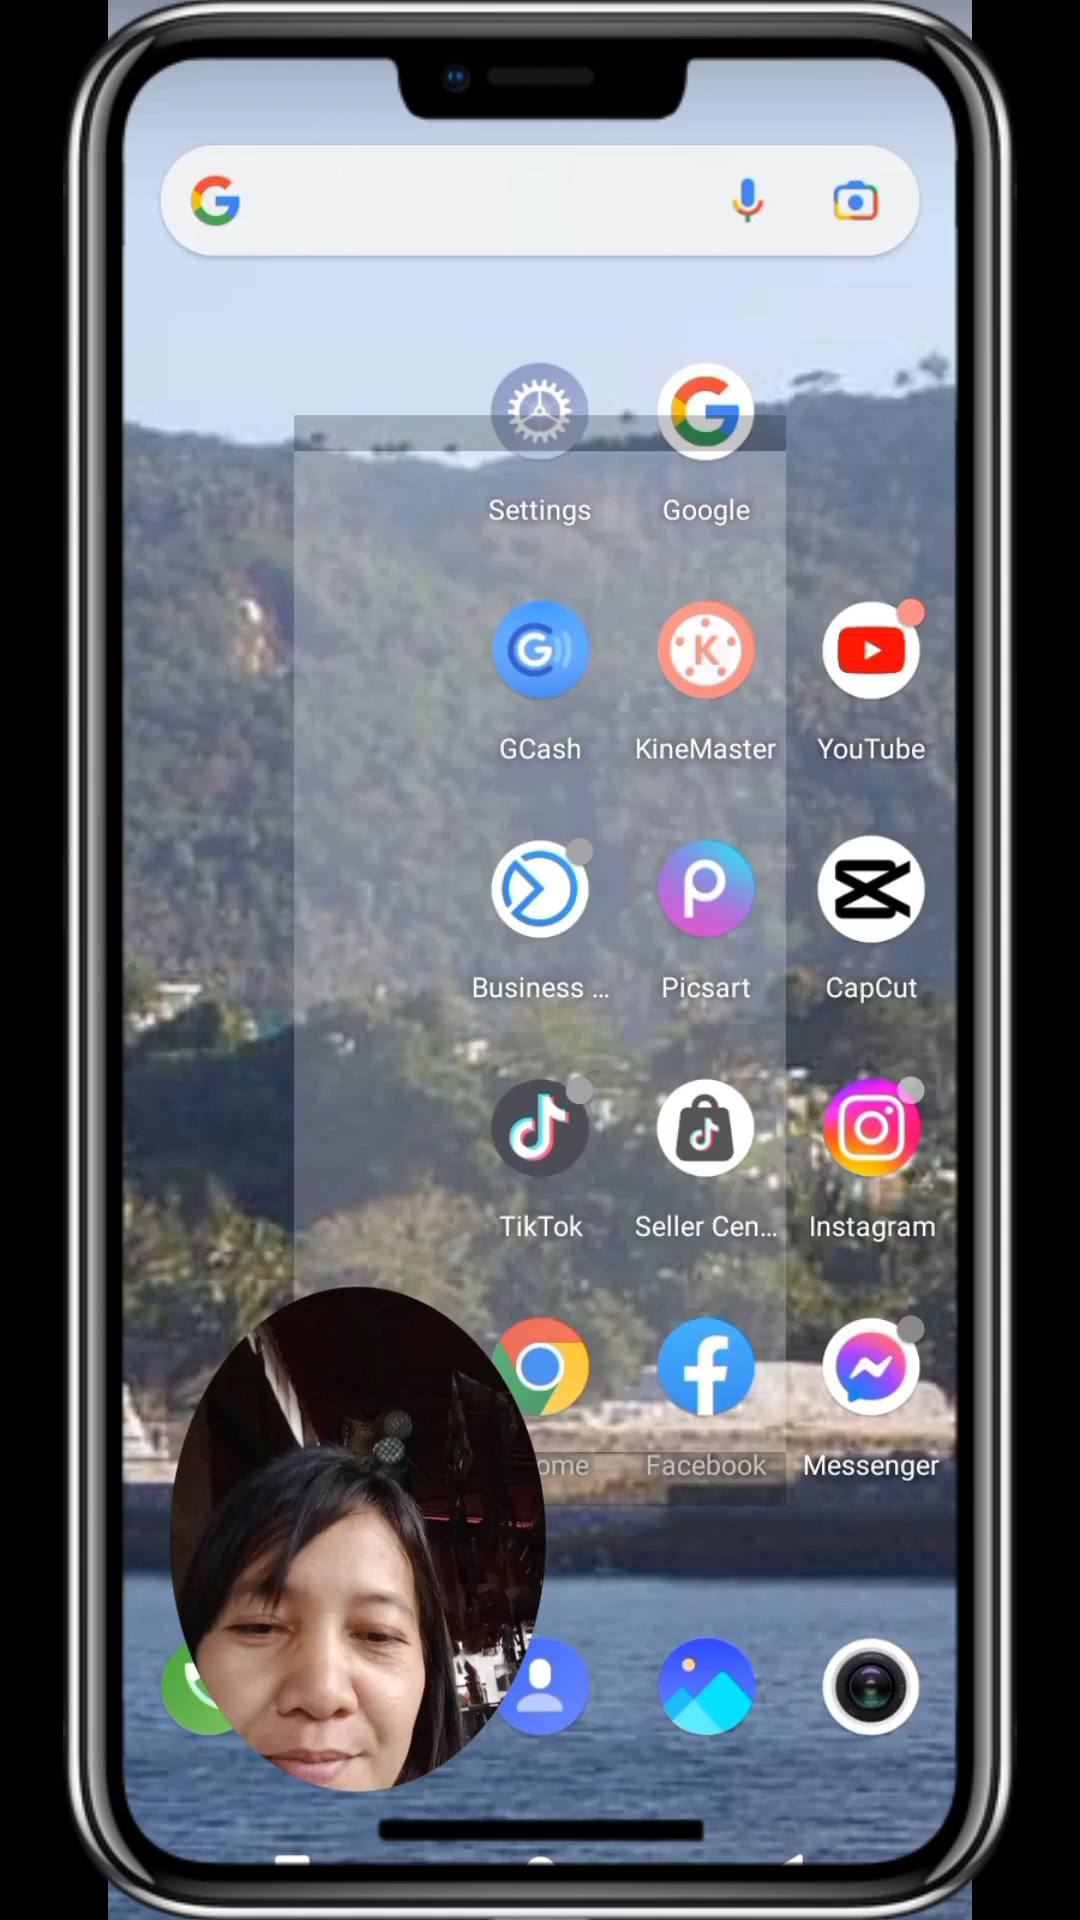 Settings
Google
GCash
KineMaster
YouTube
Business ...
Picsart
CapCut
TikTok
Seller Cen...
Instagram
ome
Facebook
Messenger